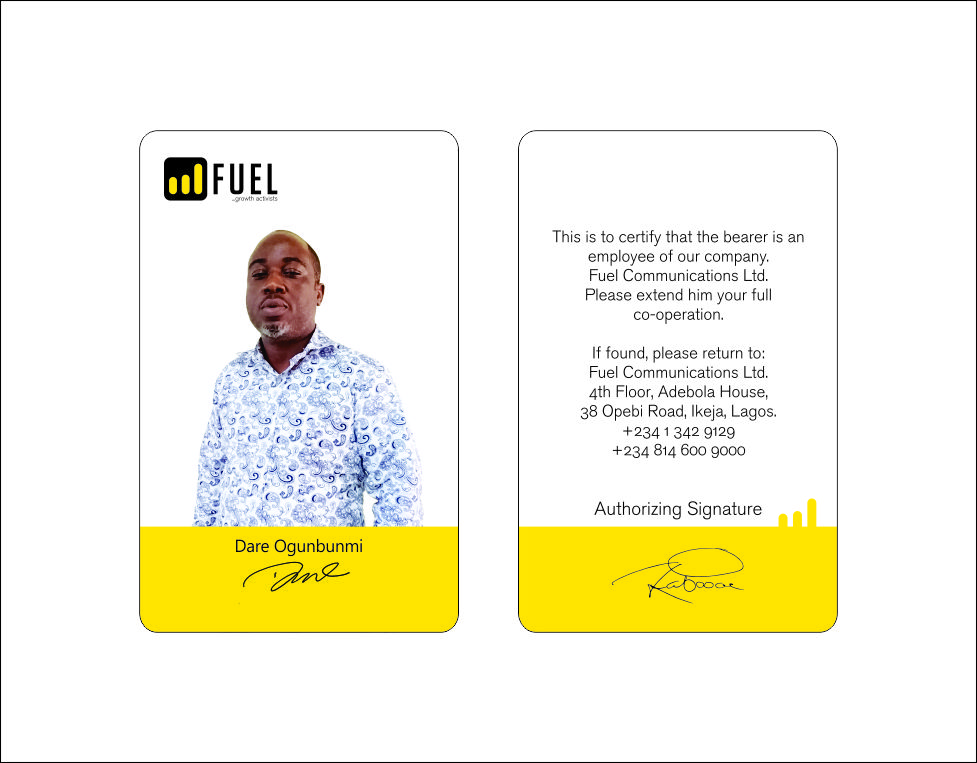 FUEL
...growth activists
Dare Ogunbunmi
Dare
This is to certify that the bearer is an
employee of our company.
Fuel Communications Ltd.
Please extend him your full
co-operation.
If found, please return to:
Fuel Communications Ltd.
4th Floor, Adebola House,
38 Opebi Road, Ikeja, Lagos.
+234 1 342 9129
+234 814 600 9000
Authorizing Signature